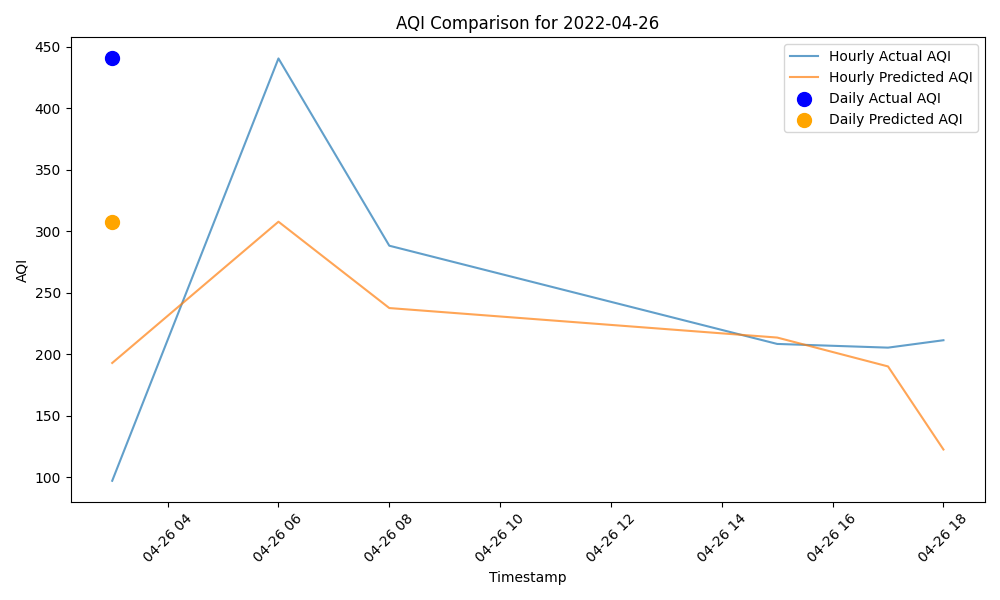 AQI Comparison for 2022-04-26
AQI
450
400
350
300
250
200
150
100
Hourly Actual AQI
Hourly Predicted AQI
Daily Actual AQI
Daily Predicted AQI
04-26 04
04-26 06
04-26 08
04-26 10
04-26 12
04-26 14
04-26 16
04-26 18
Timestamp